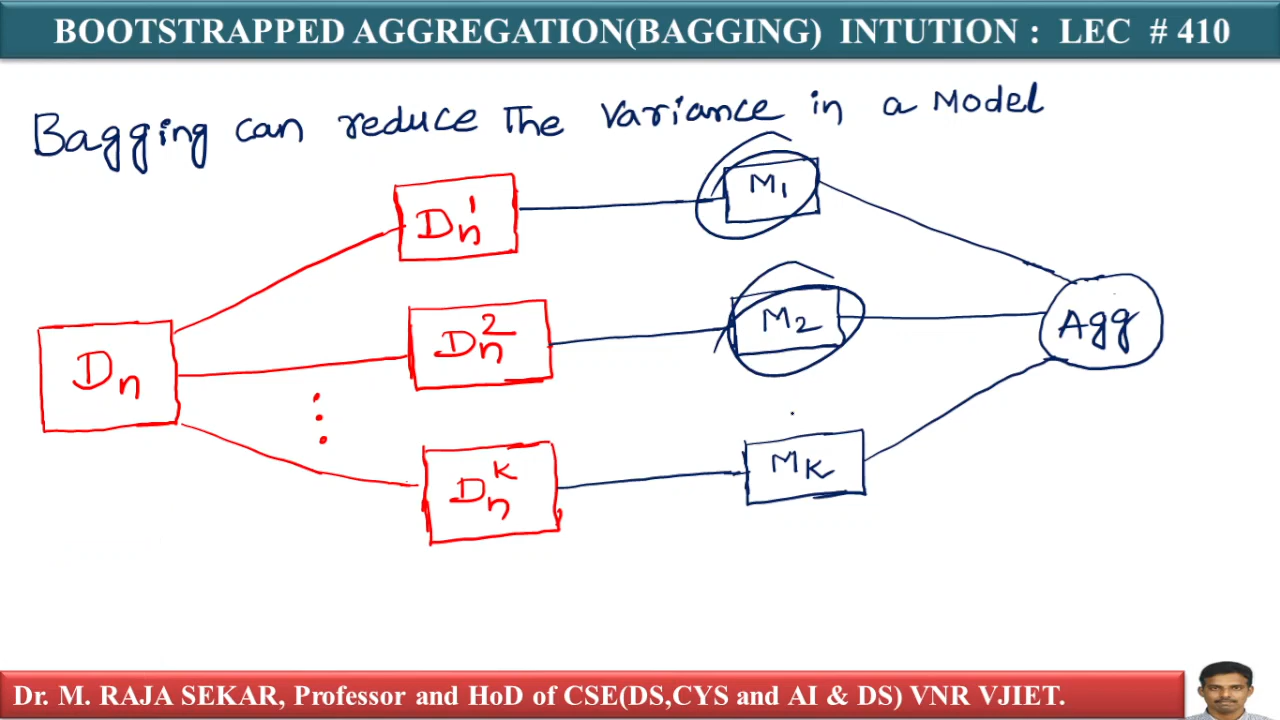 BOOTSTRAPPED AGGREGATION(BAGGING) INTUTION : LEC # 410
Bagging can reduce The variance in a Model
Dn1 M1
Dn2 M2 Agg
Dn
DnK MK
Dr. M. RAJA SEKAR, Professor and HoD of CSE(DS,CYS and AI & DS) VNR VJIET.